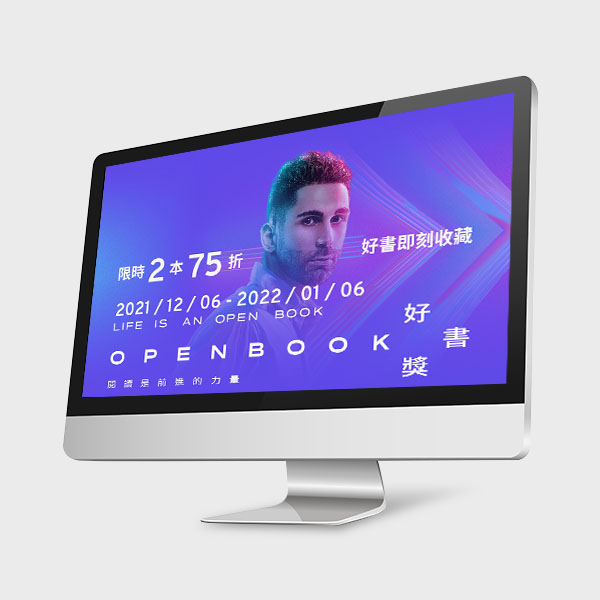 限時2本75折
好書即刻收藏
2021/12/06-2022/01/06
LIFE IS AN OPEN BOOK
OPENBOOK
好書獎
閱讀是前進的力量